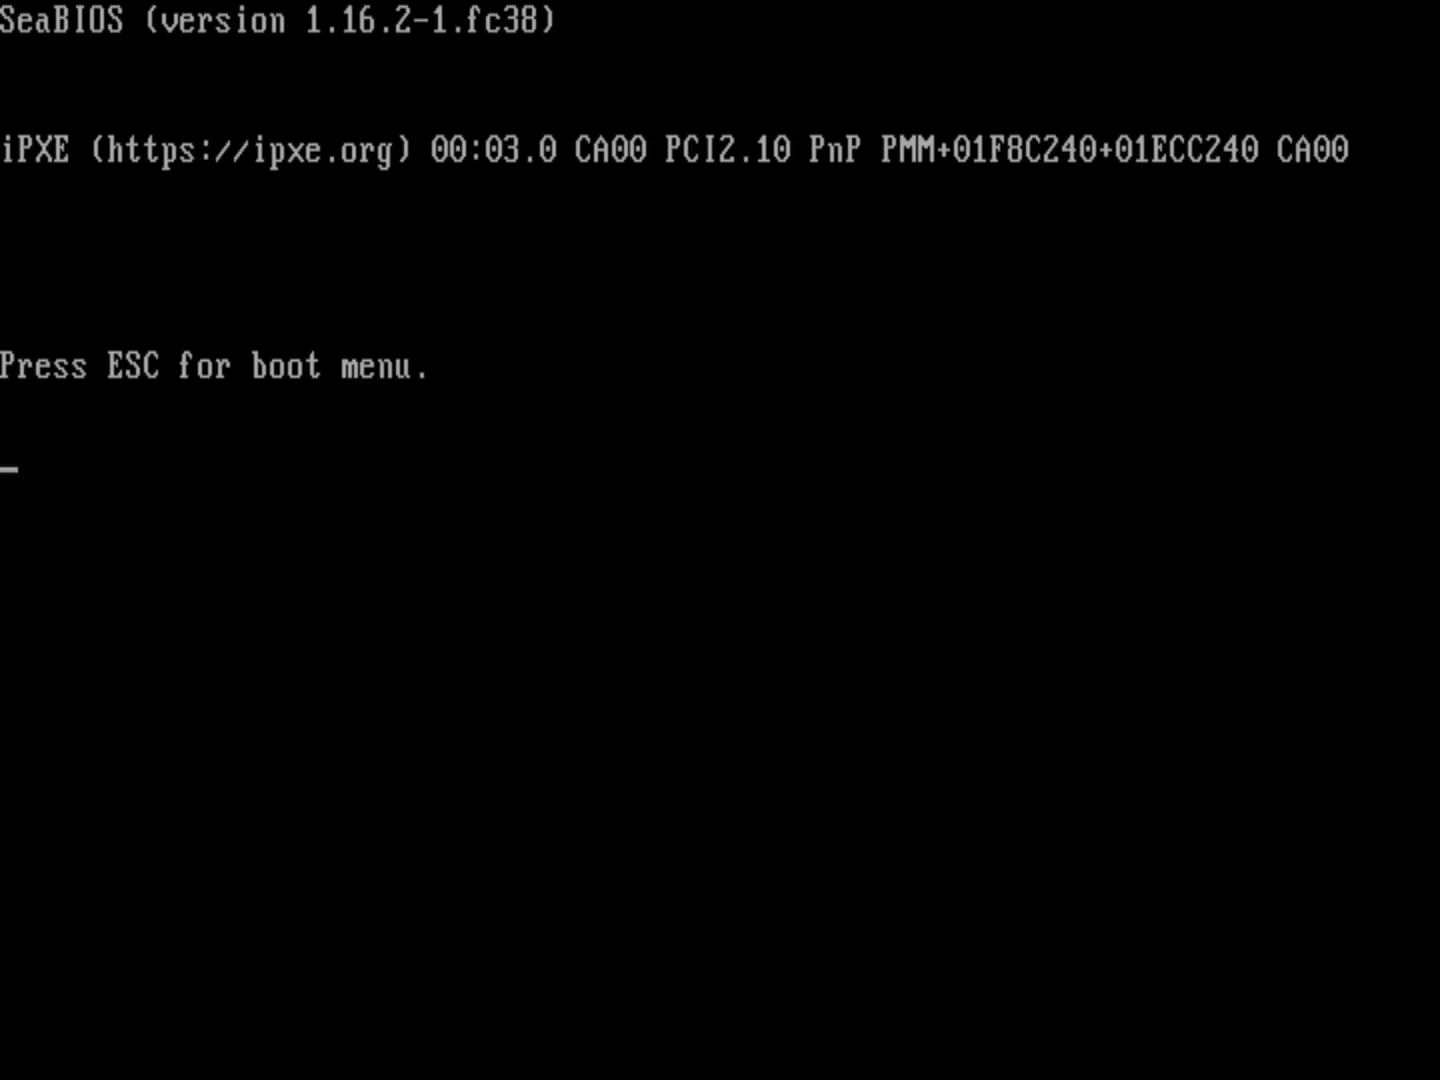 SeaBIOS (version 1.16.2-1.fc38)
iPXE (https://ipxe.org) 00:03.0 CA00 PCI2.10 PnP PMM+01F8C240+01ECC240 CA00
Press ESC for boot menu.